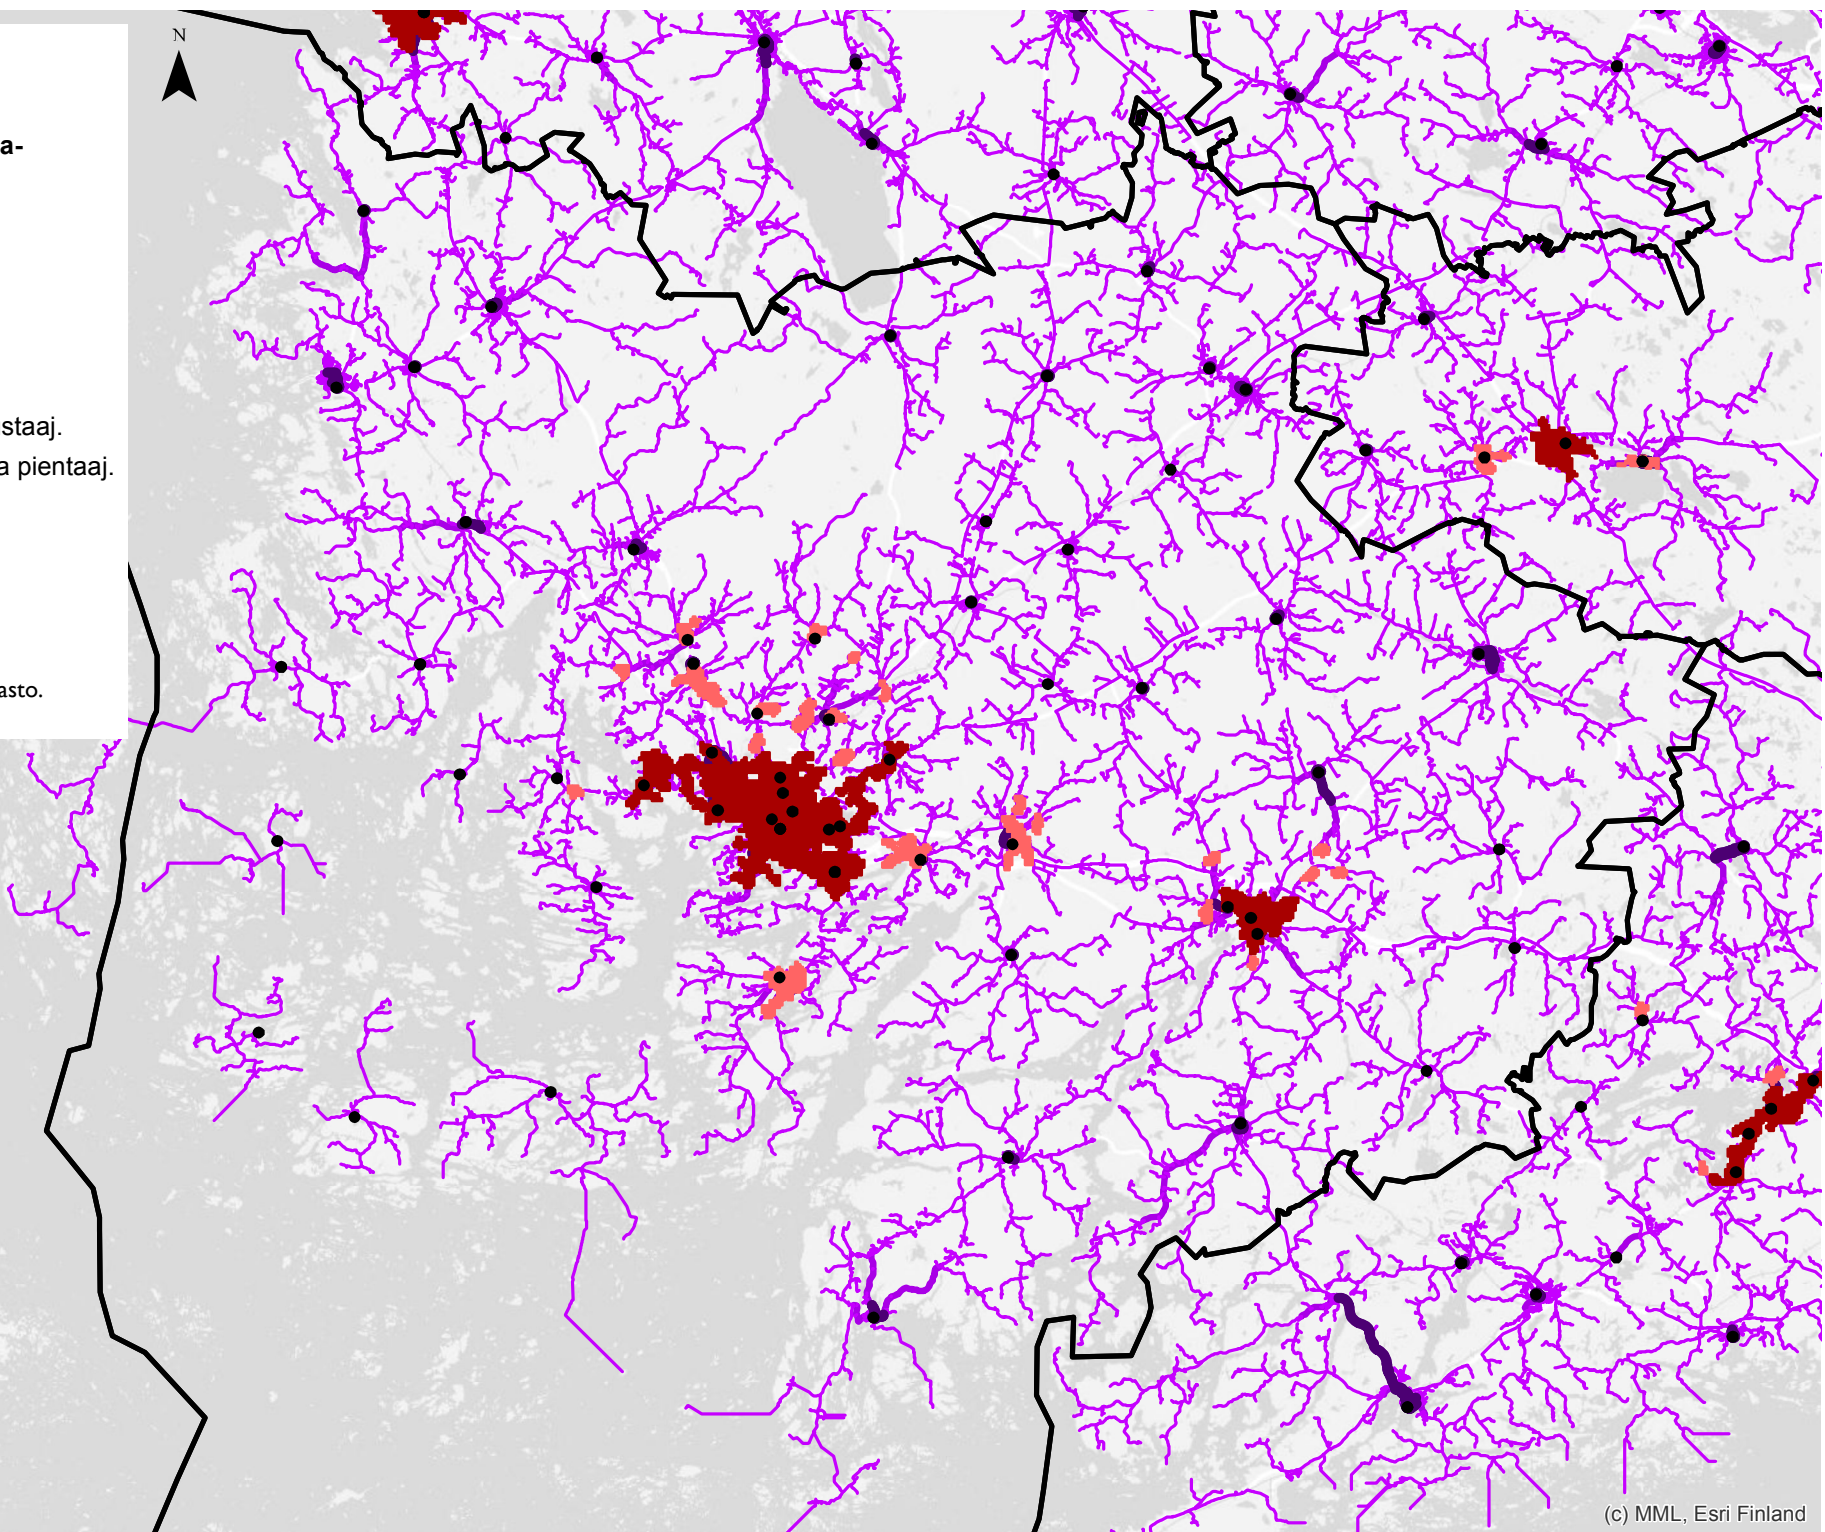 N
a-
staaj.
a pientaaj.
asto.
(c) MML, Esri Finland